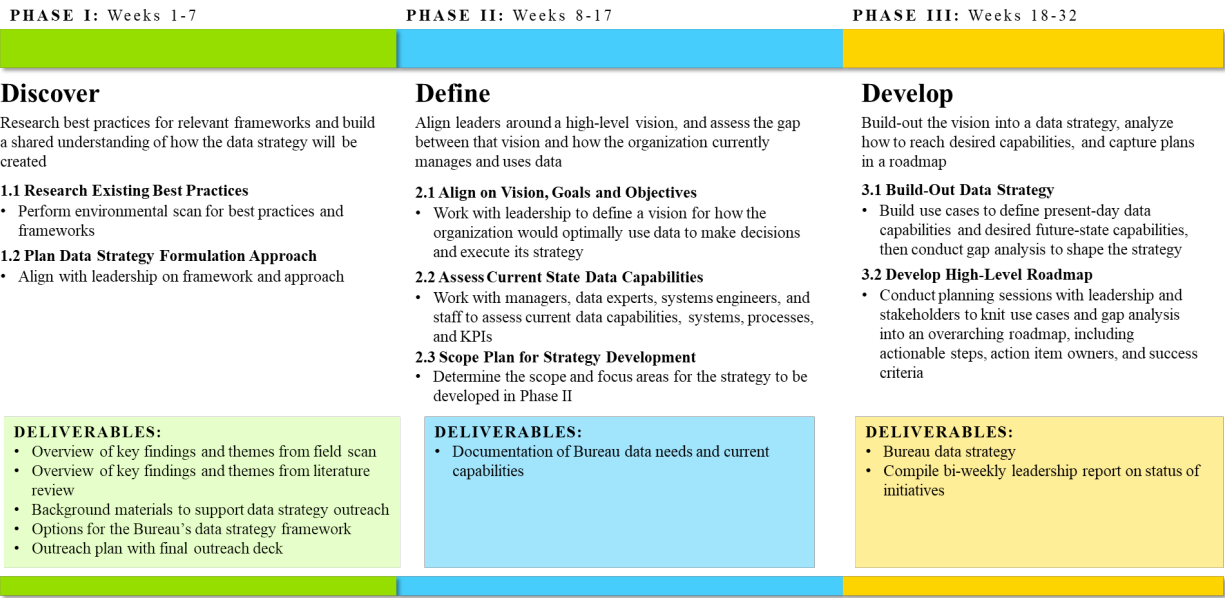 PHASE I: Weeks 1-7
PHASE II: Weeks 8-17
PHASE III: Weeks 18-32
Discover
Research best practices for relevant frameworks and build
a shared understanding of how the data strategy will be
created
1.1 Research Existing Best Practices
• Perform environmental scan for best practices and
frameworks
1.2 Plan Data Strategy Formulation Approach
• Align with leadership on framework and approach
DELIVERABLES:
• Overview of key findings and themes from field scan
• Overview of key findings and themes from literature
review
• Background materials to support data strategy outreach
• Options for the Bureau's data strategy framework
• Outreach plan with final outreach deck
Define
Align leaders around a high-level vision, and assess the gap
between that vision and how the organization currently
manages and uses data
2.1 Align on Vision, Goals and Objectives
• Work with leadership to define a vision for how the
organization would optimally use data to make decisions
and execute its strategy
2.2 Assess Current State Data Capabilities
• Work with managers, data experts, systems engineers, and
staff to assess current data capabilities, systems, processes,
and KPIs
2.3 Scope Plan for Strategy Development
• Determine the scope and focus areas for the strategy to be
developed in Phase II
DELIVERABLES:
• Documentation of Bureau data needs and current
capabilities
Develop
Build-out the vision into a data strategy, analyze
how to reach desired capabilities, and capture plans
in a roadmap
3.1 Build-Out Data Strategy
• Build use cases to define present-day data
capabilities and desired future-state capabilities,
then conduct gap analysis to shape the strategy
3.2 Develop High-Level Roadmap
• Conduct planning sessions with leadership and
stakeholders to knit use cases and gap analysis
into an overarching roadmap, including
actionable steps, action item owners, and success
criteria
DELIVERABLES:
• Bureau data strategy
• Compile bi-weekly leadership report on status of
initiatives